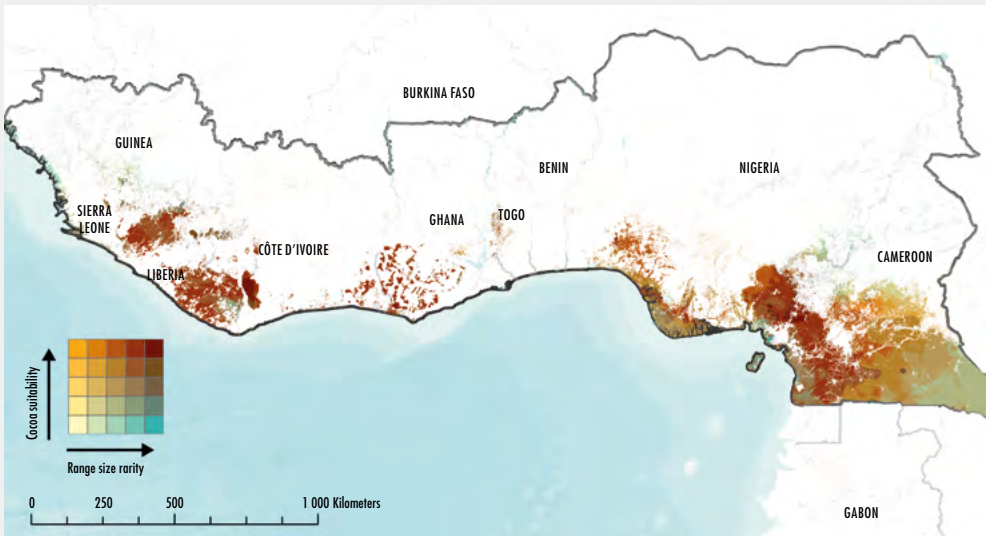 BURKINA FASO
GUINEA
BENIN
NIGERIA
SIERRA
LEONE
GHANA
TOGO
CÔTE D'IVOIRE
CAMEROON
LIBERIA
Cocoa suitability
Range size rarity
0 250 500 1 000 Kilometers
GABON